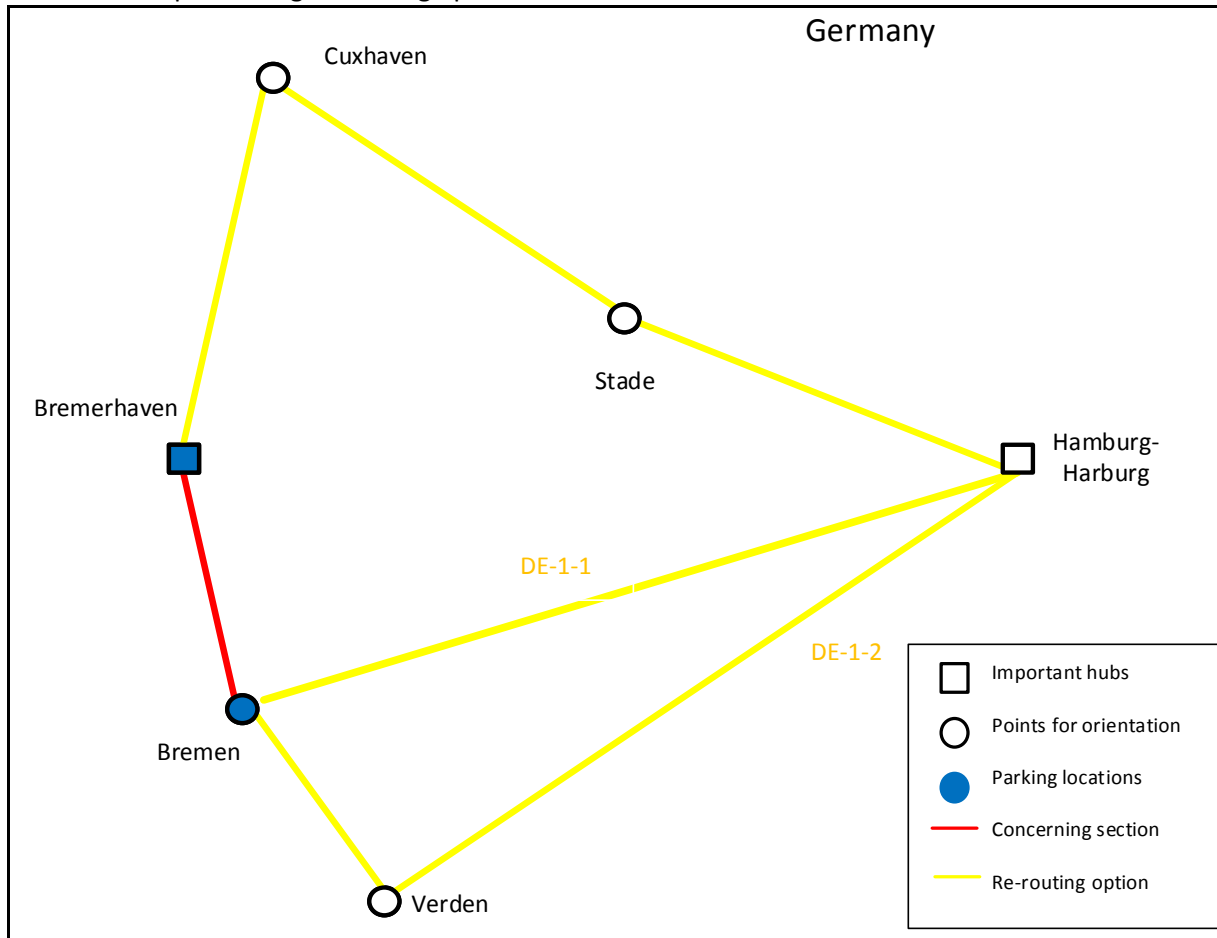 Germany
Cuxhaven
Stade
Bremerhaven
Hamburg-
Harburg
DE-1-1
DE-1-2
Bremen
Verden
Important hubs
Points for orientation
Parking locations
Concerning section
Re-routing option